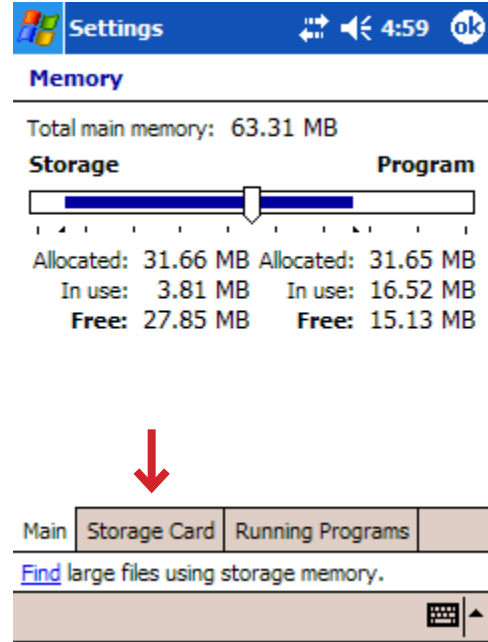 Settings 4:59 ok
Memory
Total main memory: 63.31 MB
Storage Program
Allocated: 31.66 MB Allocated: 31.65 MB
In use: 3.81 MB In use: 16.52 MB
Free: 27.85 MB Free: 15.13 MB
Main Storage Card Running Programs
Find large files using storage memory.